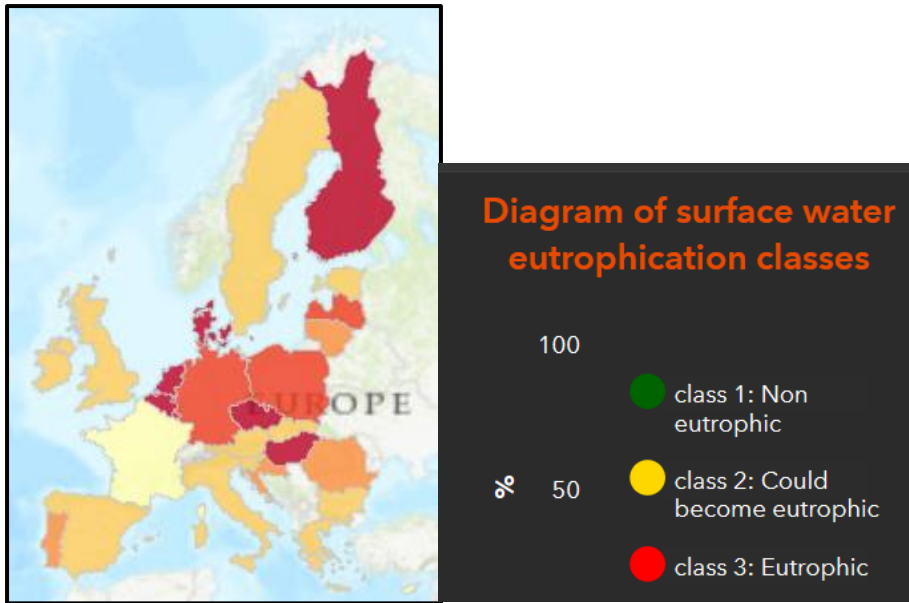 EUROPE
Diagram of surface water
eutrophication classes
100
class 1: Non
eutrophic
% 50
class 2: Could
become eutrophic
class 3: Eutrophic